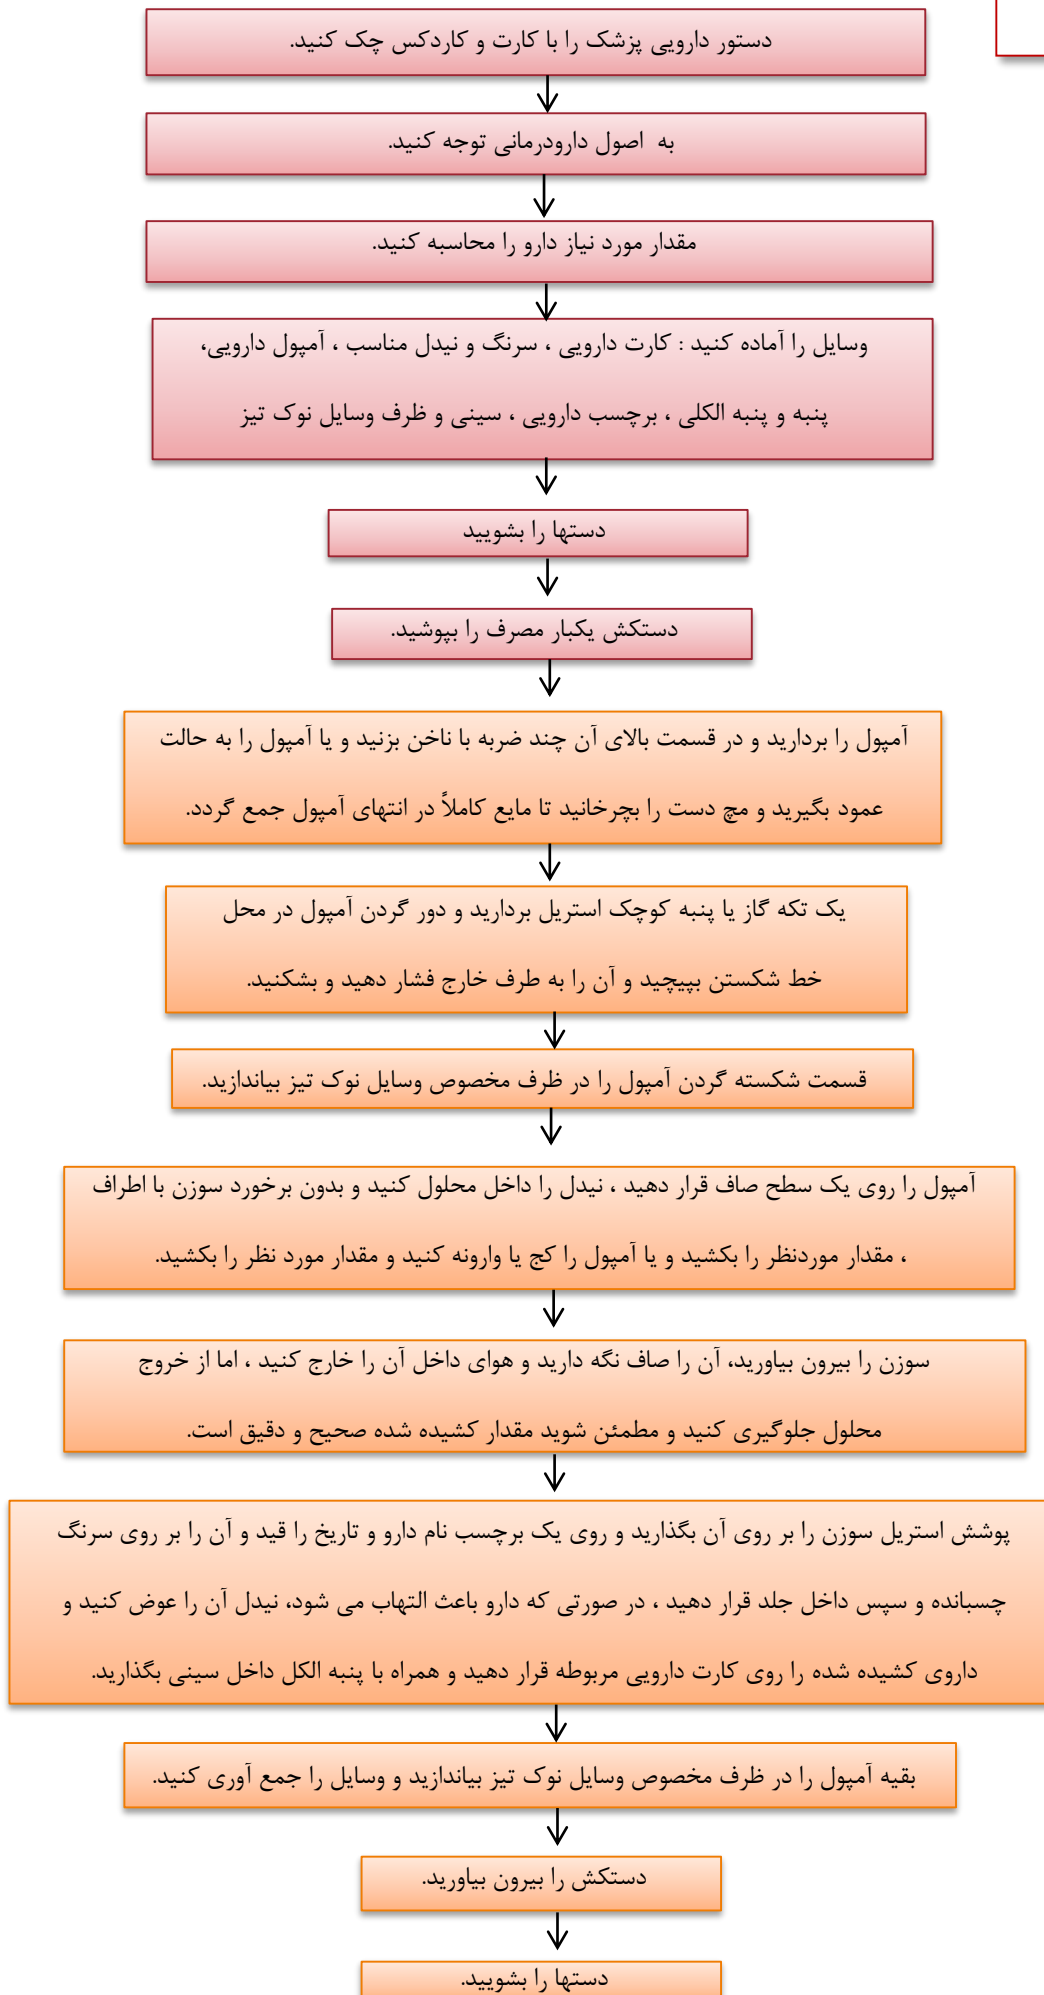 دستور دارویی پزشک را با کارت و کاردکس چک کنید.
به اصول دارودرمانی توجه کنید.
مقدار مورد نیاز دارو را محاسبه کنید.
وسایل را آماده کنید : کارت دارویی ، سرنگ و نیدل مناسب ، آمپول دارویی،
پنبه و پنبه الکلی ، برچسب دارویی ، سینی و ظرف وسایل نوک تیز
دستها را بشویید
دستکش یکبار مصرف را بپوشید.
آمپول را بردارید و در قسمت بالای آن چند ضربه با ناخن بزنید و یا آمپول را به حالت
عمود بگیرید و مچ دست را بچرخانید تا مایع کاملاً در انتهای آمپول جمع گردد.
یک تکه گاز یا پنبه کوچک استریل بردارید و دور گردن آمپول در محل
خط شکستن بپیچید و آن را به طرف خارج فشار دهید و بشکنید.
قسمت شکسته گردن آمپول را در ظرف مخصوص وسایل نوک تیز بیاندازید.
آمپول را روی یک سطح صاف قرار دهید ، نیدل را داخل محلول کنید و بدون برخورد سوزن با اطراف
، مقدار موردنظر را بکشید و یا آمپول را کج یا وارونه کنید و مقدار مورد نظر را بکشید.
سوزن را بیرون بیاورید، آن را صاف نگه دارید و هوای داخل آن را خارج کنید ، اما از خروج
محلول جلوگیری کنید و مطمئن شوید مقدار کشیده شده صحیح و دقیق است.
پوشش استریل سوزن را بر روی آن بگذارید و روی یک برچسب نام دارو و تاریخ را قید و آن را بر روی سرنگ
چسبانده و سپس داخل جلد قرار دهید ، در صورتی که دارو باعث التهاب می شود، نیدل آن را عوض کنید و
داروی کشیده شده را روی کارت دارویی مربوطه قرار دهید و همراه با پنبه الکل داخل سینی بگذارید.
بقیه آمپول را در ظرف مخصوص وسایل نوک تیز بیاندازید و وسایل را جمع آوری کنید.
دستکش را بیرون بیاورید.
دستها را بشویید.